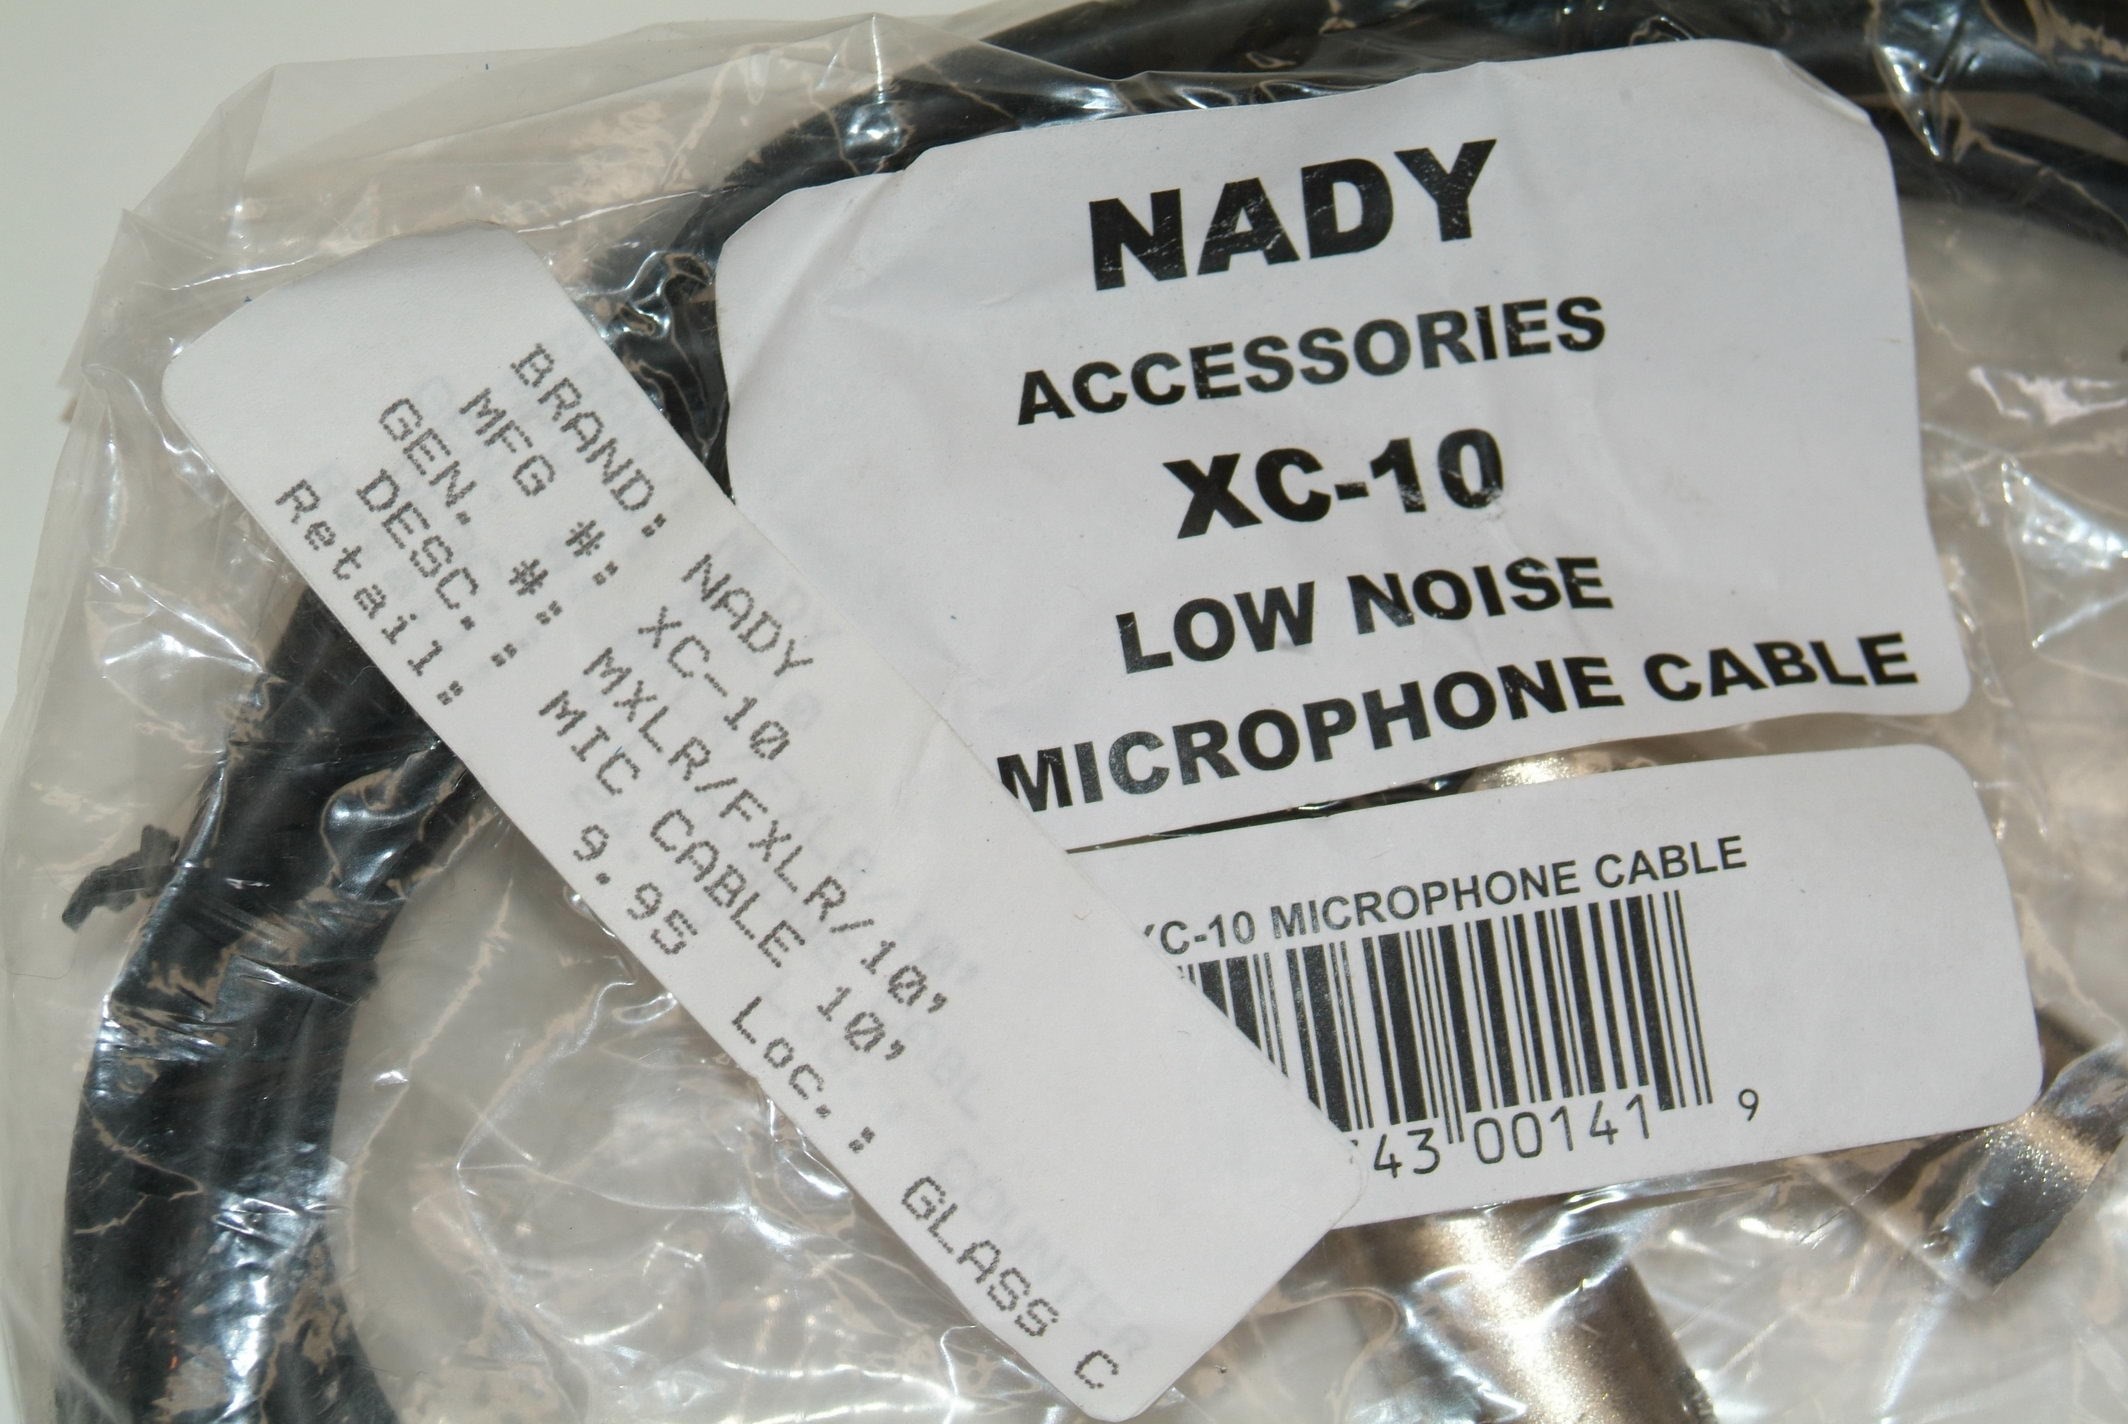 NADY
ACCESSORIES
XC-10
LOW NOISE
MICROPHONE CABLE
XC-10 MICROPHONE CABLE
43 00141 9
BRAND: NADY
MFG #: XC-10
GEN. #: MXLR/FXLR/10'
DESC. : MIC CABLE 10'
Retail: 9.95 Loc.: GLASS C